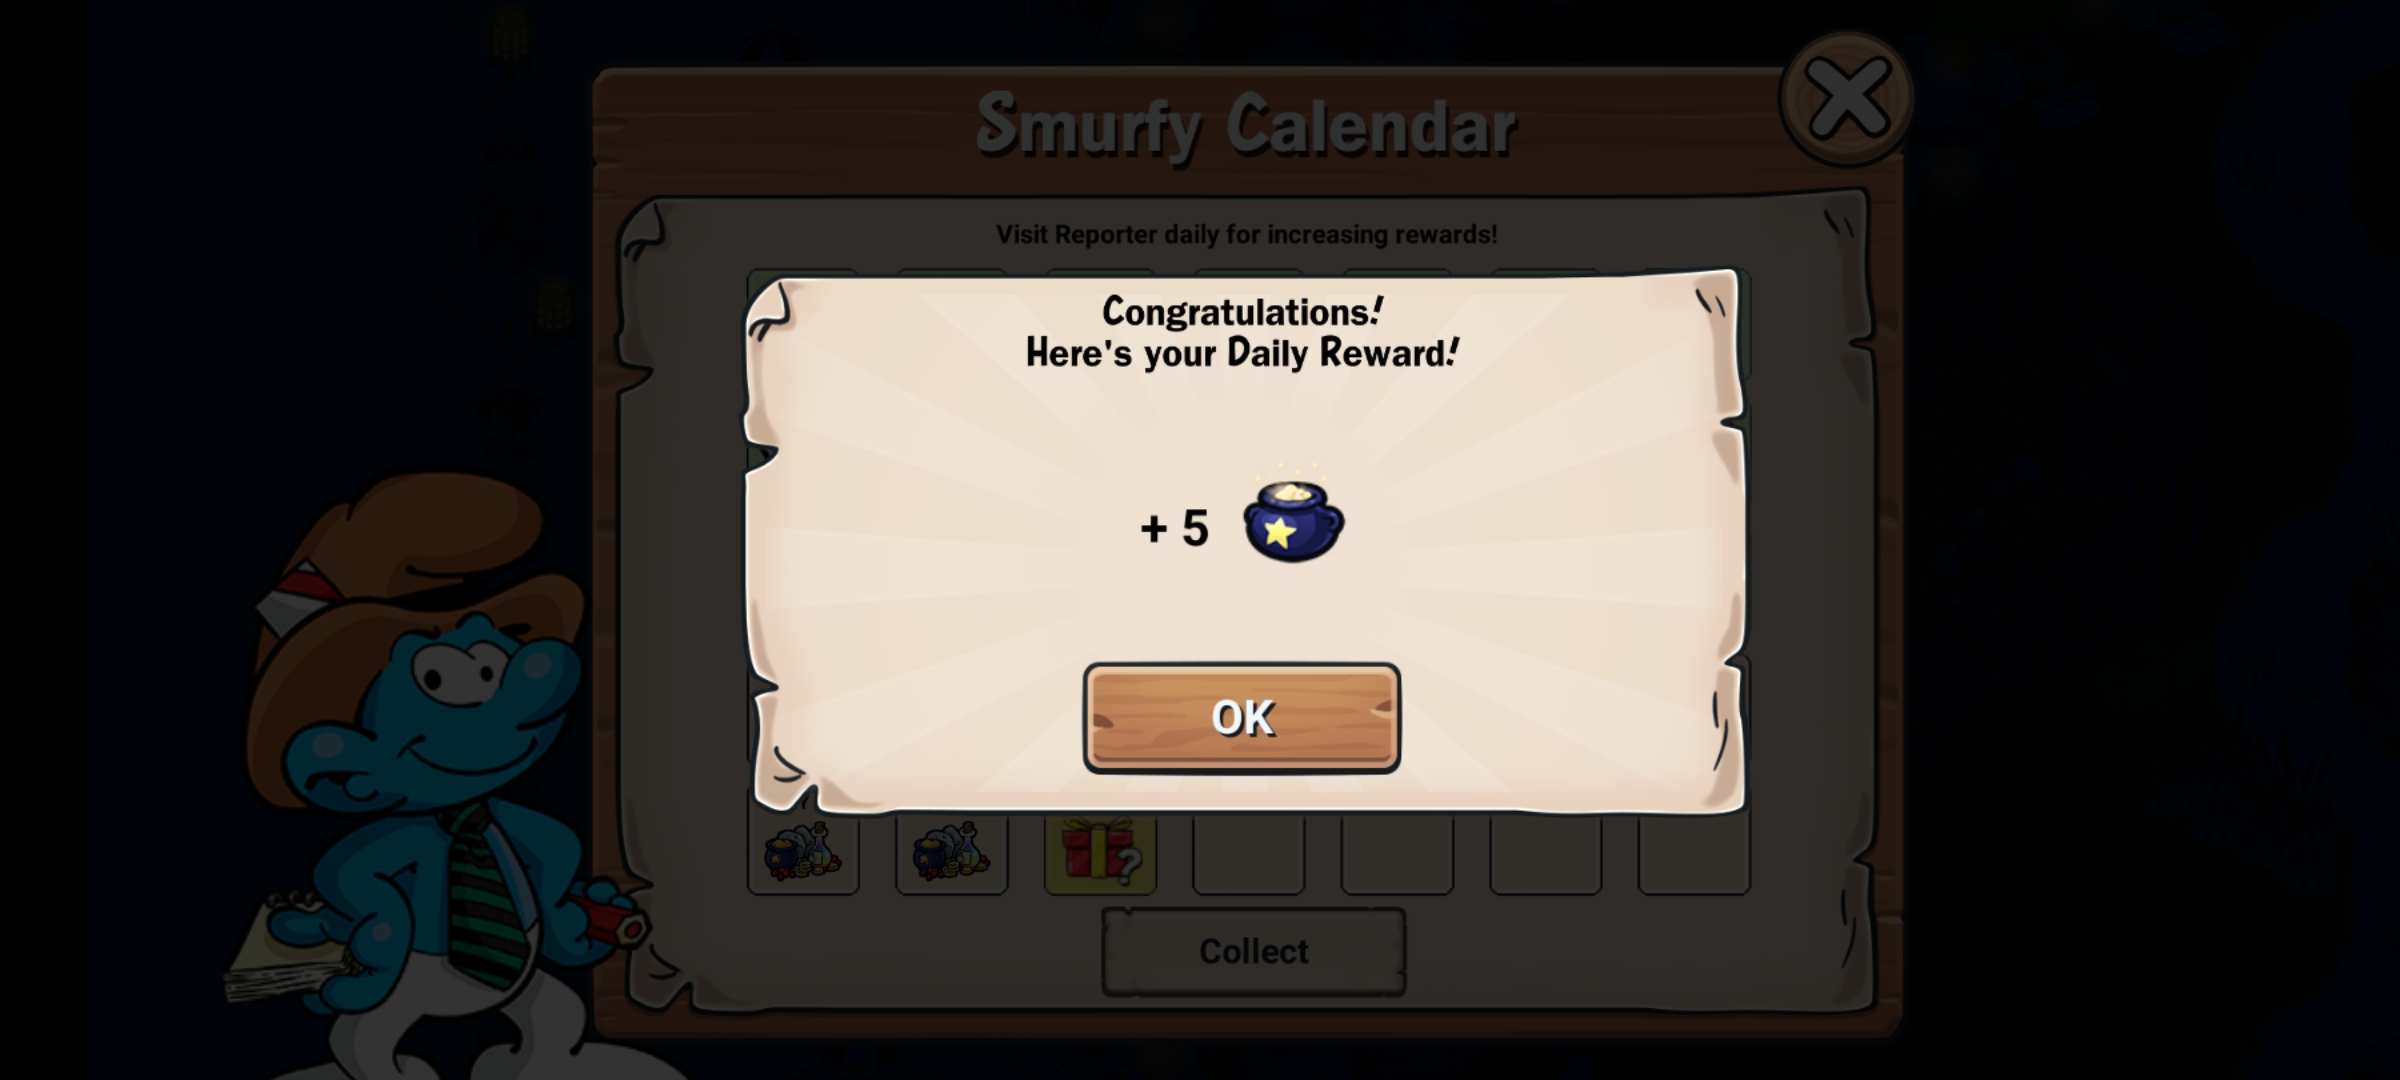 Smurfy Calendar
Visit Reporter daily for increasing rewards!
Congratulations!
Here's your Daily Reward!
+ 5
OK
?
Collect